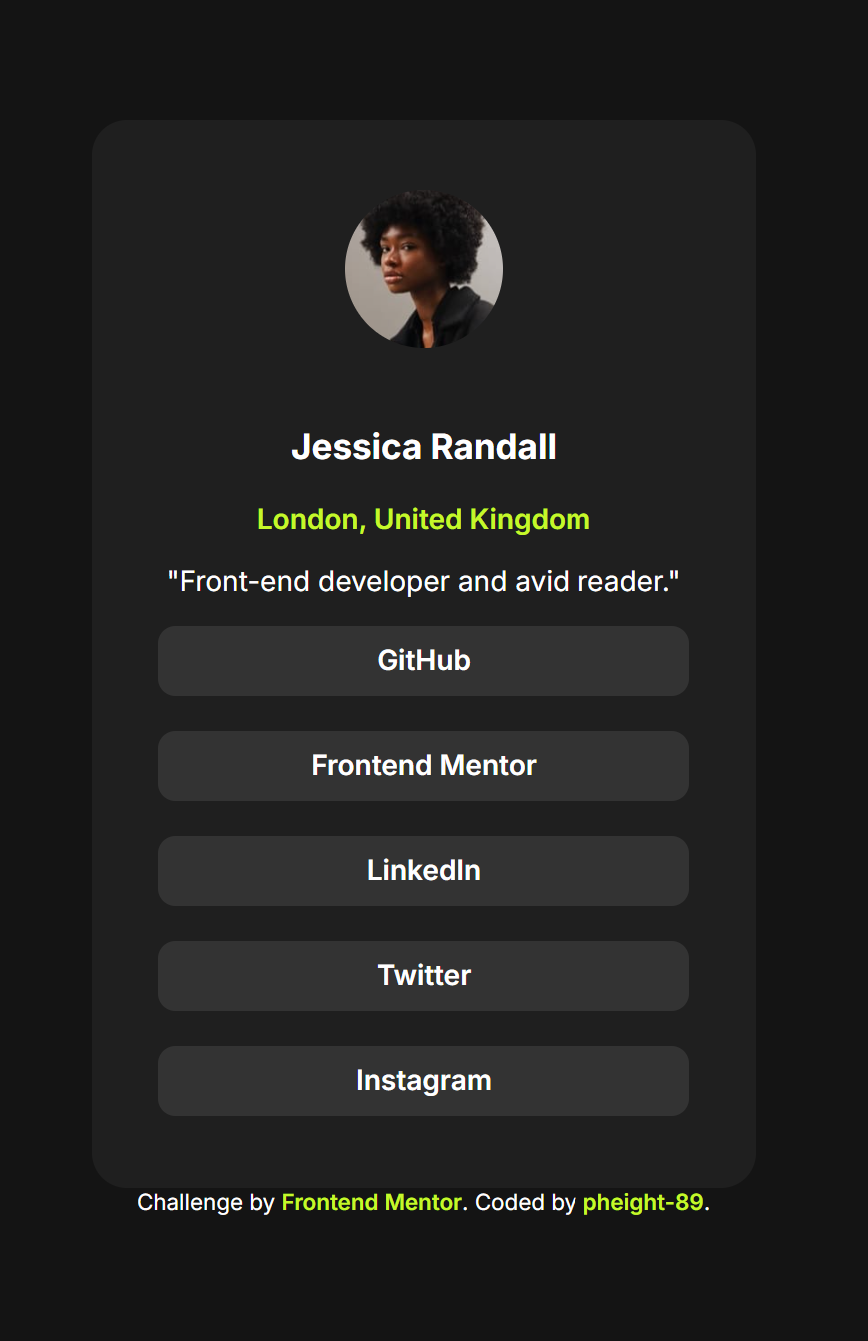 Jessica Randall
London, United Kingdom
"Front-end developer and avid reader."
GitHub
Frontend Mentor
LinkedIn
Twitter
Instagram
Challenge by Frontend Mentor. Coded by pheight-89.